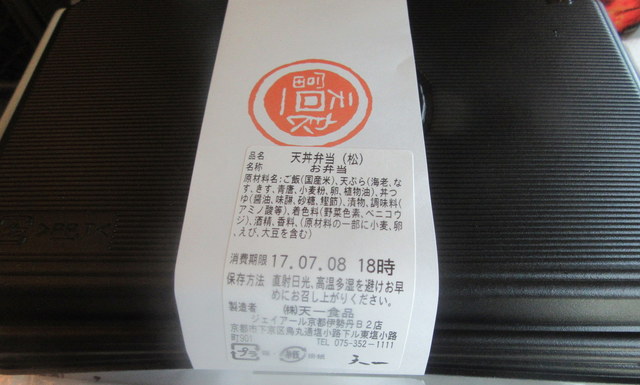 品名 天丼弁当(松)
名称 お弁当
原材料名:ご飯(国産米)、天ぷら(海老、な
す、きす、青唐、小麦粉、卵、植物油)、丼つ
ゆ(醤油、味醂、砂糖、鰹節)、漬物、調味料(
アミノ酸等)、着色料(野菜色素、ベニコウ
ジ)、酒精、香料、(原材料の一部に小麦、卵
、えび、大豆を含む)
消費期限 17.07.08 18時
保存方法 直射日光、高温多湿を避けお早
めにお召し上がりください。
製造者 ㈱天一食品
ジェイアール京都伊勢丹B2店
京都市下京区烏丸通塩小路下ル東塩小路
町901
TEL 075-352-1111
プラ
天一